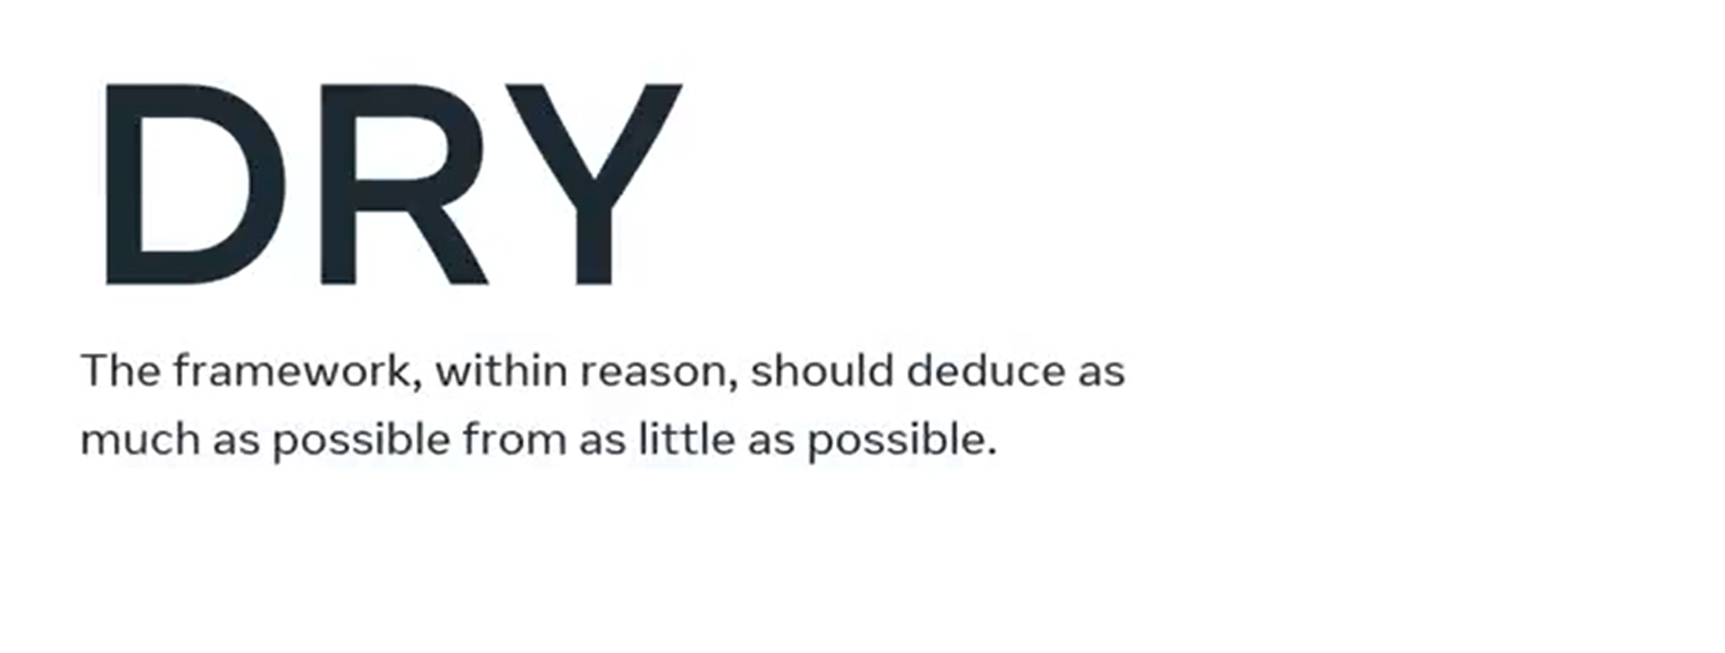 DRY
The framework, within reason, should deduce as
much as possible from as little as possible.